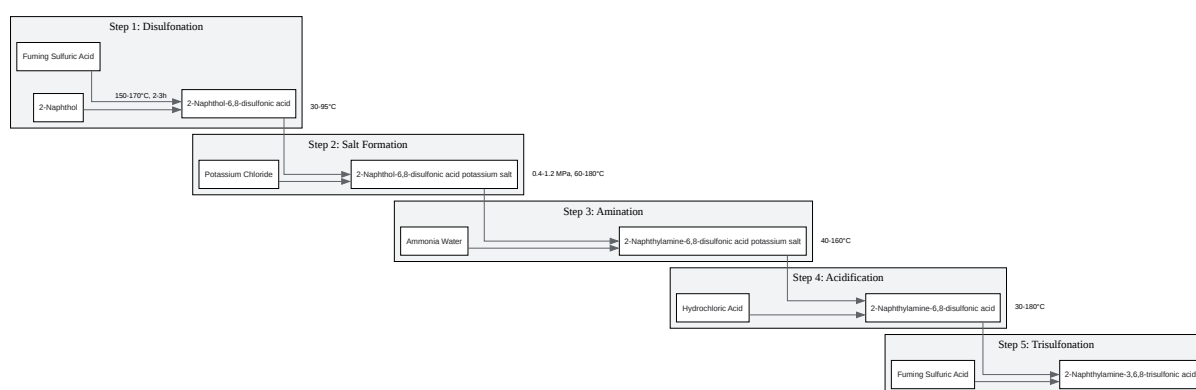 Step 1: Disulfonation
Fuming Sulfuric Acid
150-170°C, 2-3h
2-Naphthol
2-Naphthol-6,8-disulfonic acid
30-95°C
Step 2: Salt Formation
Potassium Chloride
2-Naphthol-6,8-disulfonic acid potassium salt
0.4-1.2 MPa, 60-180°C
Step 3: Amination
Ammonia Water
2-Naphthylamine-6,8-disulfonic acid potassium salt
40-160°C
Step 4: Acidification
Hydrochloric Acid
2-Naphthylamine-6,8-disulfonic acid
30-180°C
Step 5: Trisulfonation
Fuming Sulfuric Acid
2-Naphthylamine-3,6,8-trisulfonic acid